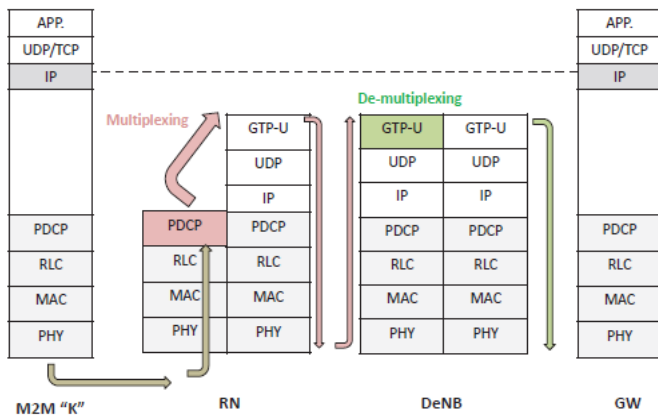 APP.
APP.
UDP/TCP
UDP/TCP
IP
IP
De-multiplexing
Multiplexing
GTP-U
GTP-U
GTP-U
UDP
UDP
UDP
IP
IP
IP
PDCP
PDCP
PDCP
PDCP
PDCP
PDCP
RLC
RLC
RLC
RLC
RLC
RLC
MAC
MAC
MAC
MAC
MAC
MAC
PHY
PHY
PHY
PHY
PHY
PHY
M2M “K”
RN
DeNB
GW